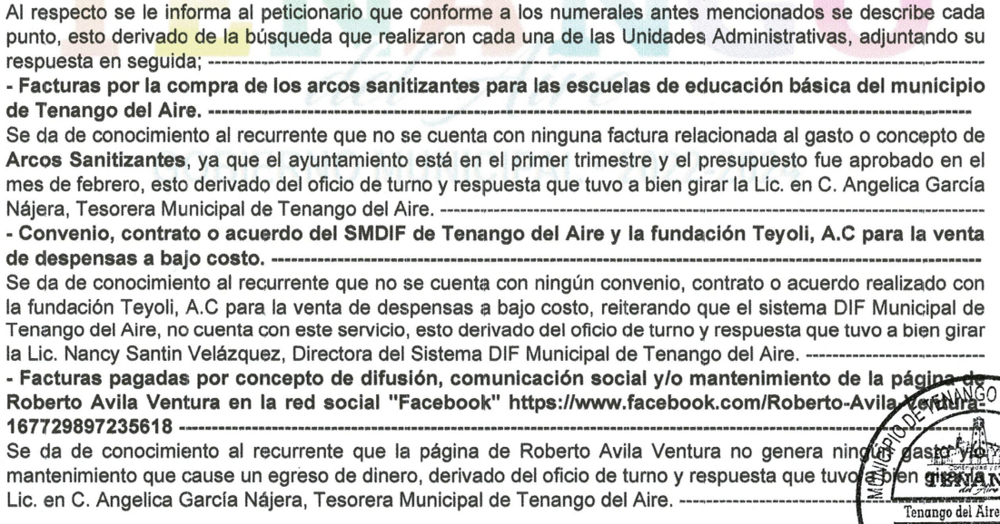 TENANGO
del Aire
Al respecto se le informa al peticionario que conforme a los numerales antes mencionados se describe cada
punto, esto derivado de la búsqueda que realizaron cada una de las Unidades Administrativas, adjuntando su
respuesta en seguida; ----------
- Facturas por la compra de los arcos sanitizantes para las escuelas de educación básica del municipio
de Tenango del Aire. ----------
Se da de conocimiento al recurrente que no se cuenta con ninguna factura relacionada al gasto o concepto de
Arcos Sanitizantes, ya que el ayuntamiento está en el primer trimestre y el presupuesto fue aprobado en el
GOBIERNO MUNICIPAL 2022-2024
mes de febrero, esto derivado del oficio de turno y respuesta que tuvo a bien girar la Lic. en C. Angelica García
Nájera, Tesorera Municipal de Tenango del Aire. ----------
- Convenio, contrato o acuerdo del SMDIF de Tenango del Aire y la fundación Teyoli, A.C para la venta
de despensas a bajo costo. ----------
Se da de conocimiento al recurrente que no se cuenta con ningún convenio, contrato o acuerdo realizado con
la fundación Teyoli, A.C para la venta de despensas a bajo costo, reiterando que el sistema DIF Municipal de
Tenango del Aire, no cuenta con este servicio, esto derivado del oficio de turno y respuesta que tuvo a bien girar
la Lic. Nancy Santin Velázquez, Directora del Sistema DIF Municipal de Tenango del Aire. ----------
- Facturas pagadas por concepto de difusión, comunicación social y/o mantenimiento de la página de
Roberto Avila Ventura en la red social "Facebook" https://www.facebook.com/Roberto-Avila-Ventura-
167729897235618 ----------
Se da de conocimiento al recurrente que la página de Roberto Avila Ventura no genera ningún gasto y/o
mantenimiento que cause un egreso de dinero, derivado del oficio de turno y respuesta que tuvo a bien girar la
Lic. en C. Angelica García Nájera, Tesorera Municipal de Tenango del Aire. ----------
MUNICIPIO DE TENANGO
TENAN
del Aire
Tenango del Aire